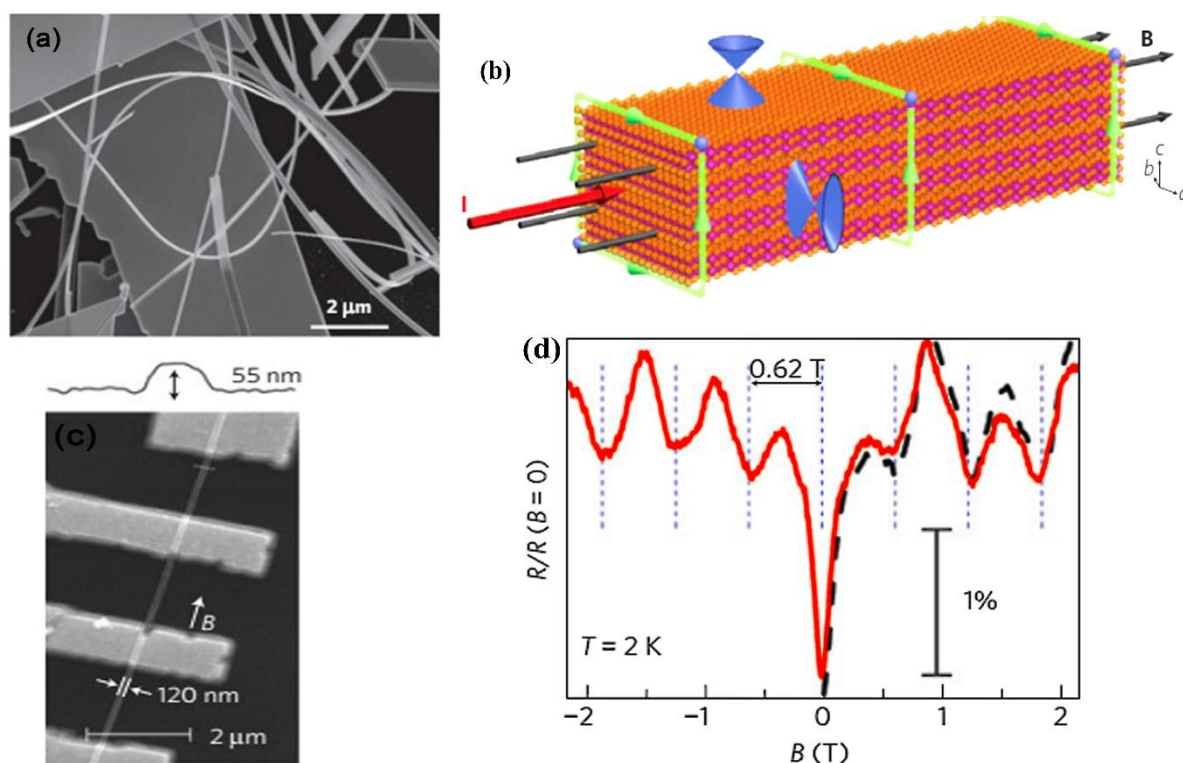 (a)
2 µm
(b)
B
I
c
b
a
55 nm
(c)
B
120 nm
2 µm
(d)
0.62 T
R/R (B = 0)
1%
T = 2 K
−2 −1 0 1 2
B (T)